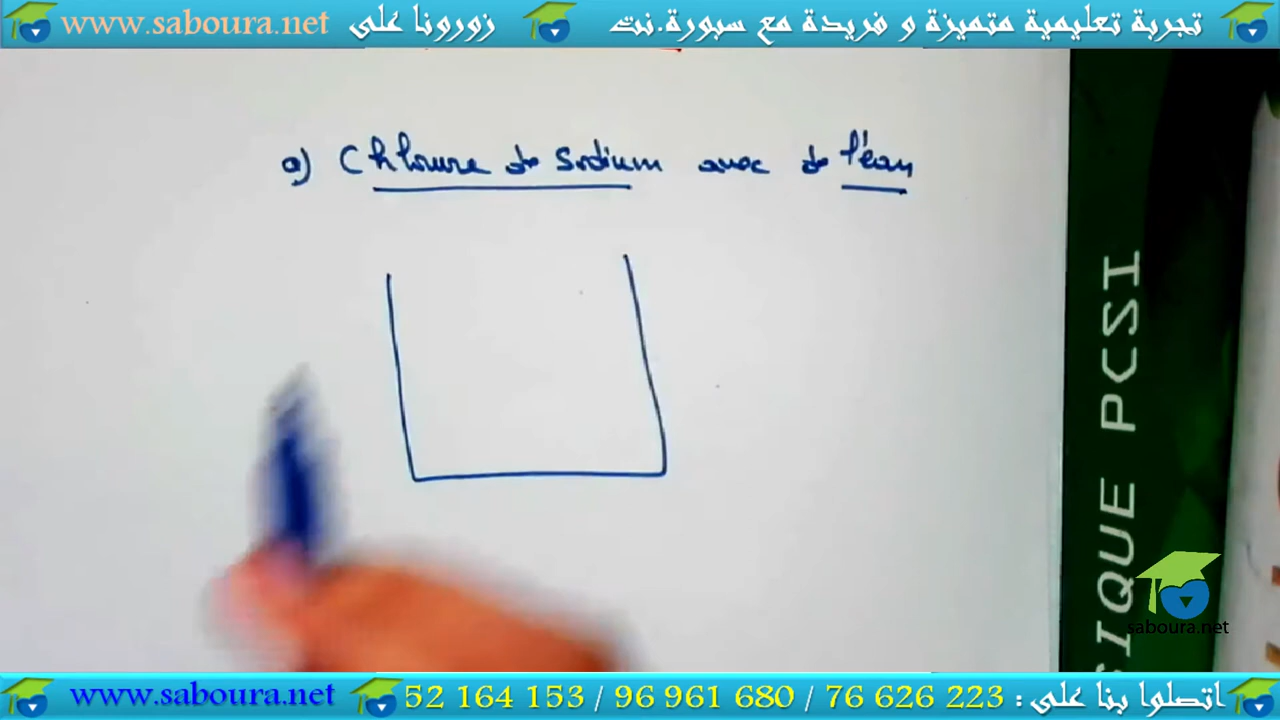 تجربة تعليمية متميزة و فريدة مع سبورة.نت زورونا على www.saboura.net
a) Chlorure de Sodium avec de l'eau
SIQUE PCSI
saboura.net
اتصلوا بنا على : 52 164 153 / 96 961 680 / 76 626 223 www.saboura.net